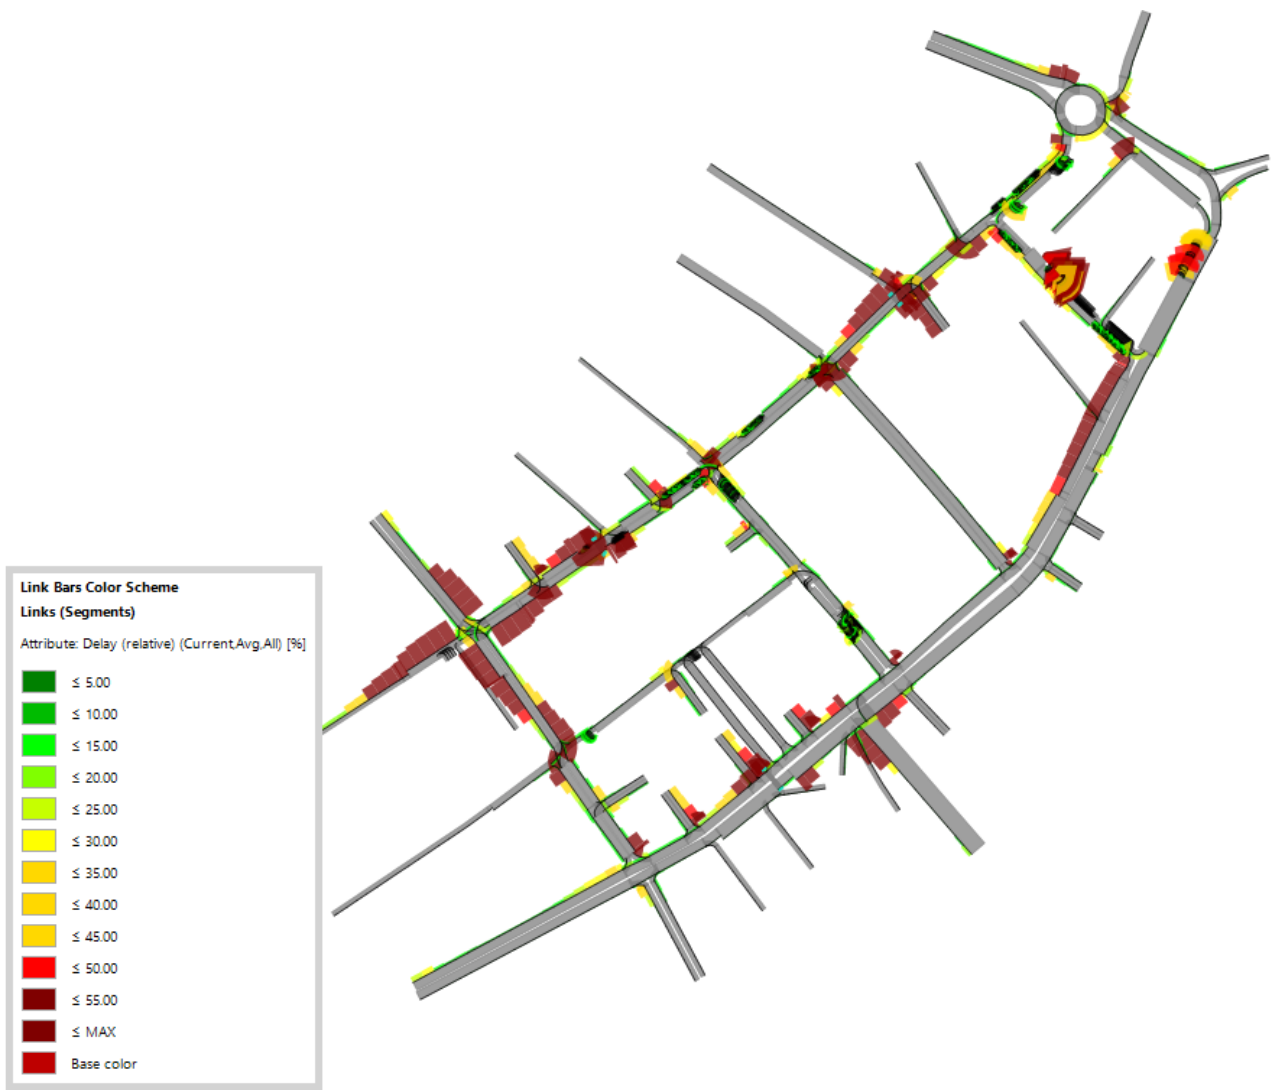 Link Bars Color Scheme
Links (Segments)
Attribute: Delay (relative) (Current,Avg,All) [%]
≤ 5.00
≤ 10.00
≤ 15.00
≤ 20.00
≤ 25.00
≤ 30.00
≤ 35.00
≤ 40.00
≤ 45.00
≤ 50.00
≤ 55.00
≤ MAX
Base color